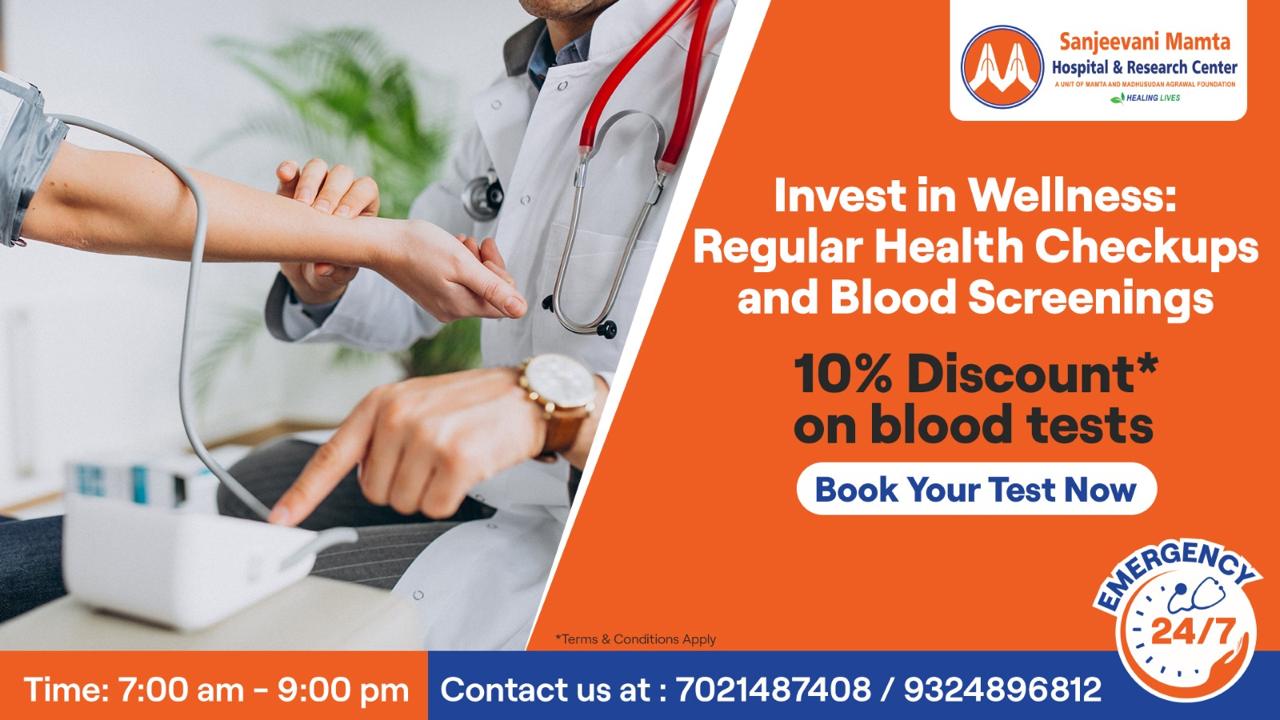 Sanjeevani Mamta
Hospital & Research Center
A UNIT OF MAMTA AND MADHUSUDAN AGRAWAL FOUNDATION
HEALING LIVES
Invest in Wellness:
Regular Health Checkups
and Blood Screenings
10% Discount*
on blood tests
Book Your Test Now
EMERGENCY
24/7
*Terms & Conditions Apply
Time: 7:00 am - 9:00 pm
Contact us at : 7021487408 / 9324896812